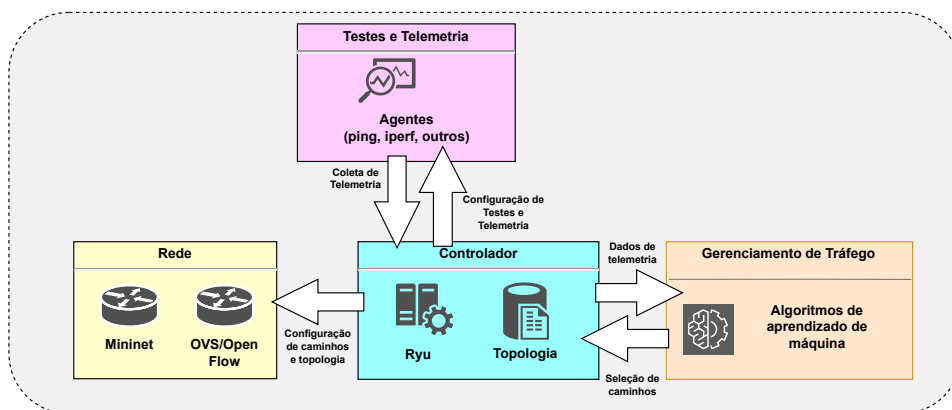 Testes e Telemetria
Agentes
(ping, iperf, outros)
Coleta de
Telemetria
Configuração de
Testes e
Telemetria
Rede
Mininet
OVS/Open
Flow
Configuração
de caminhos
e topologia
Controlador
Ryu
Topologia
Dados de
telemetria
Seleção de
caminhos
Gerenciamento de Tráfego
Algoritmos de
aprendizado de
máquina